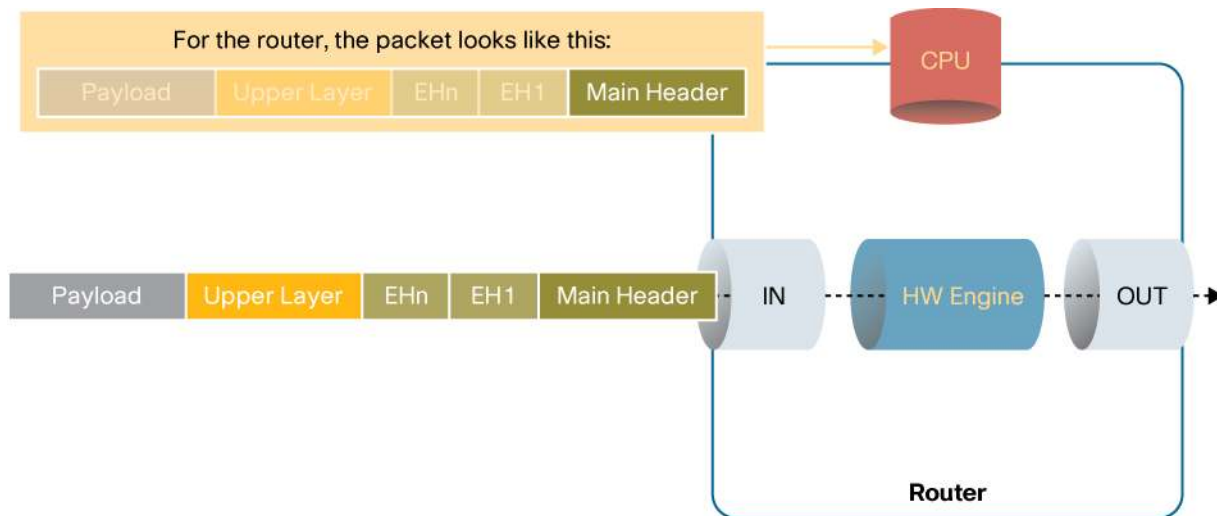 For the router, the packet looks like this:
Payload Upper Layer EHn EH1 Main Header
CPU
Payload Upper Layer EHn EH1 Main Header
IN HW Engine OUT
Router